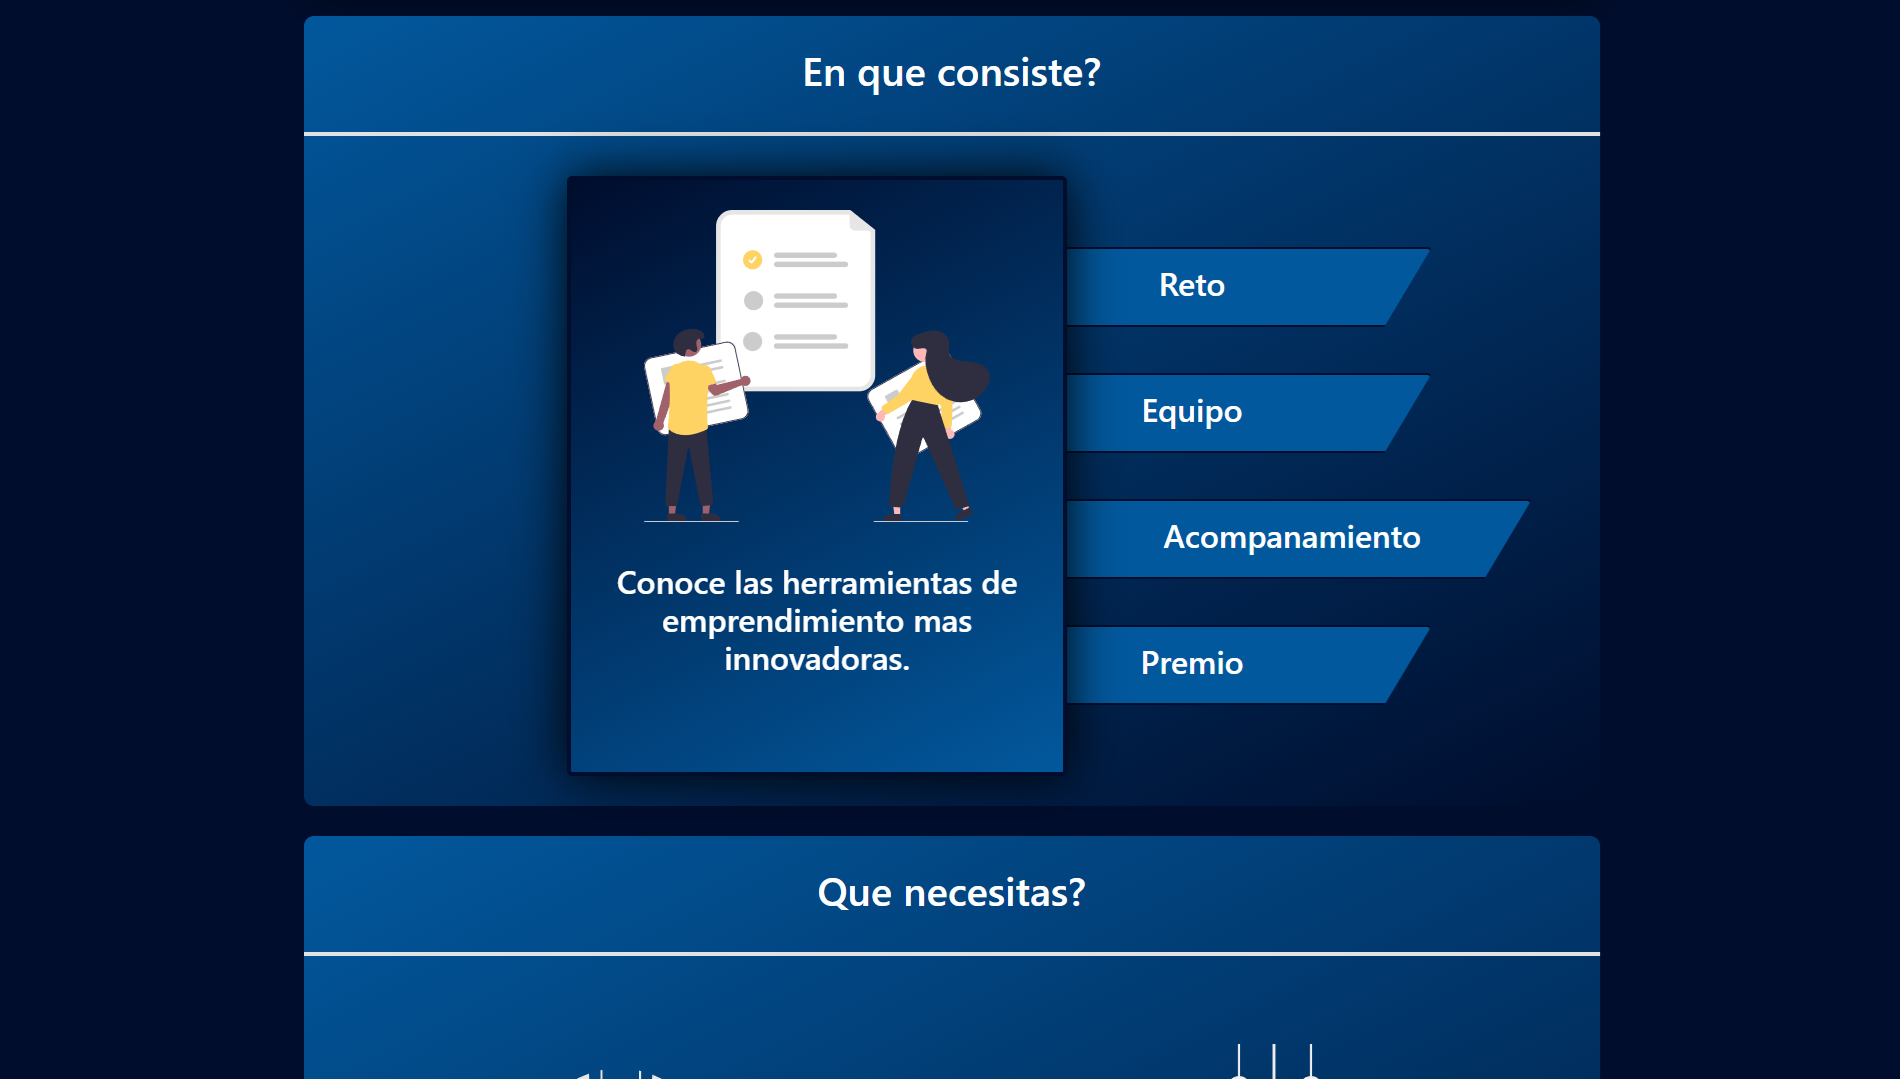 En que consiste?
Conoce las herramientas de
emprendimiento mas
innovadoras.
Reto
Equipo
Acompanamiento
Premio
Que necesitas?